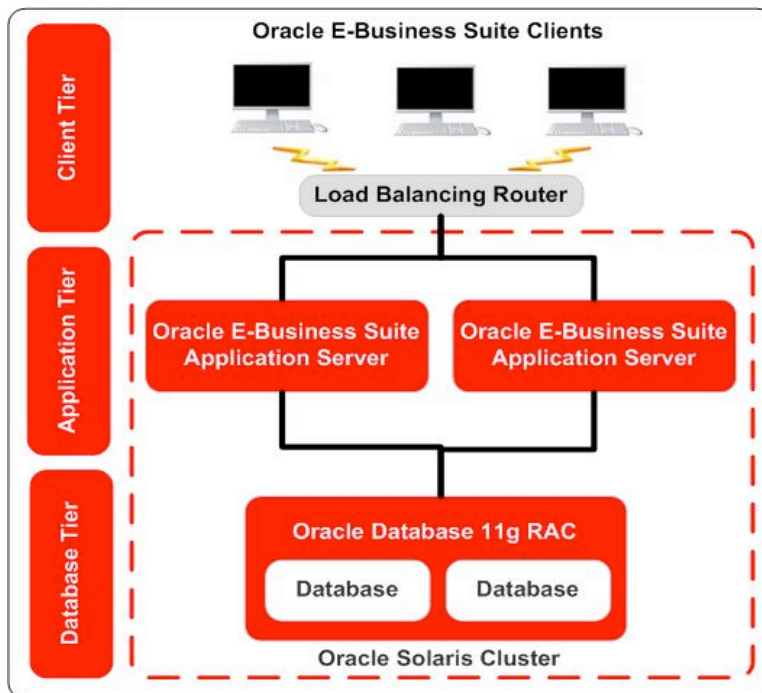 Oracle E-Business Suite Clients
Client Tier
Load Balancing Router
Application Tier
Oracle E-Business Suite
Application Server
Oracle E-Business Suite
Application Server
Database Tier
Oracle Database 11g RAC
Database
Database
Oracle Solaris Cluster